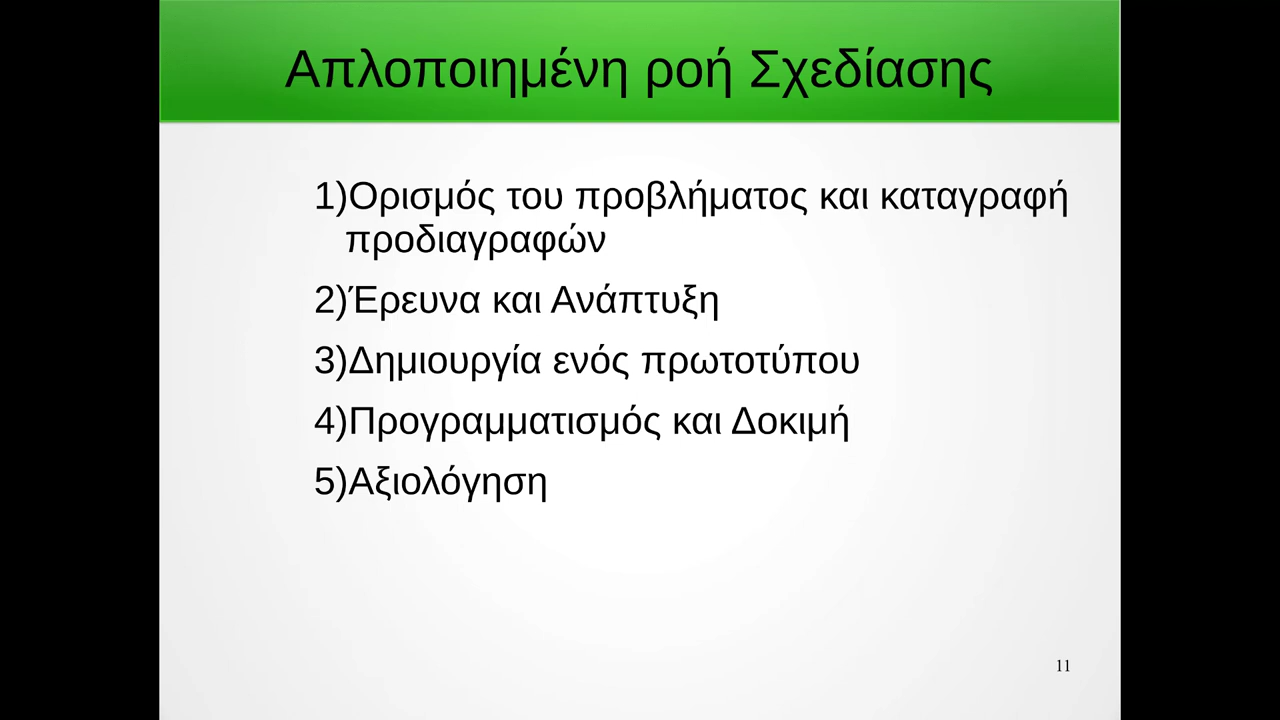 Απλοποιημένη ροή Σχεδίασης
1)Ορισμός του προβλήματος και καταγραφή
προδιαγραφών
2)Έρευνα και Ανάπτυξη
3)Δημιουργία ενός πρωτοτύπου
4)Προγραμματισμός και Δοκιμή
5)Αξιολόγηση
11